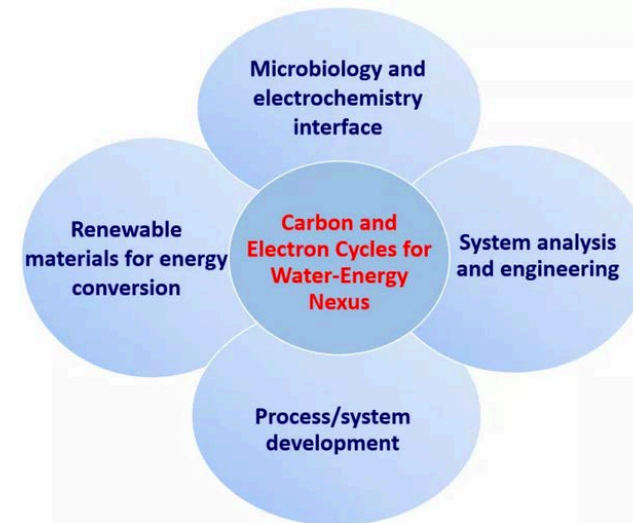 Microbiology and
electrochemistry
interface
Renewable
materials for energy
conversion
Carbon and
Electron Cycles for
Water-Energy
Nexus
System analysis
and engineering
Process/system
development